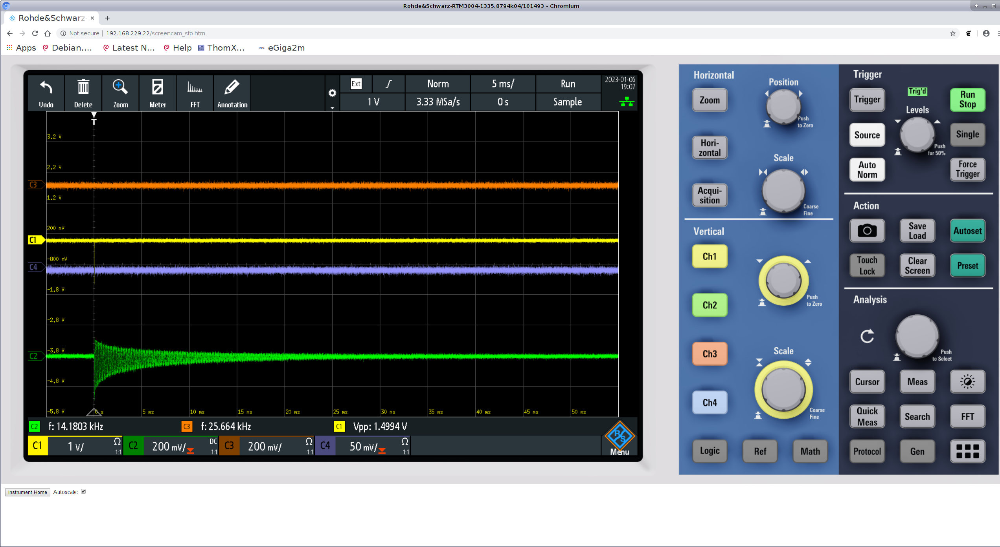 Rohde&Schwarz-RTM3004-1335.8794k04/101493 - Chromium
Rohde&Schwarz
Not secure | 192.168.229.22/screencam_sfp.htm
Apps Debian.... Latest N... Help ThomX... eGiga2m
Undo Delete Zoom Meter FFT Annotation
Ext Norm 5 ms/ Run
1 V 3.33 MSa/s 0 s Sample
2023-01-06
19:07
T
3.2 V
2.2 V
C3
1.2 V
200 mV
C1
-800 mV
C4
-1.8 V
-2.8 V
-3.8 V
C2
-4.8 V
-5.8 V
0 s 5 ms 10 ms 15 ms 20 ms 25 ms 30 ms 35 ms 40 ms 45 ms 50 ms
C2 f: 14.1803 kHz C3 f: 25.664 kHz C1 Vpp: 1.4994 V
C1 1 V/ Ω 1:1 C2 200 mV/ DC 1:1 C3 200 mV/ Ω 1:1 C4 50 mV/ Ω 1:1
R S
Menu
Horizontal
Position
Zoom
Push
to Zero
Hori-
zontal
Scale
Acqui-
sition
Coarse
Fine
Vertical
Ch1
Push
to Zero
Ch2
Ch3
Scale
Ch4
Coarse
Fine
Logic Ref Math
Trigger
Trig'd
Trigger
Run
Stop
Levels
Source
Single
Push
for 50%
Auto
Norm
Force
Trigger
Action
Save
Load
Autoset
Touch
Lock
Clear
Screen
Preset
Analysis
Push
to Select
Cursor Meas
Quick
Meas
Search FFT
Protocol Gen
Instrument Home Autoscale: